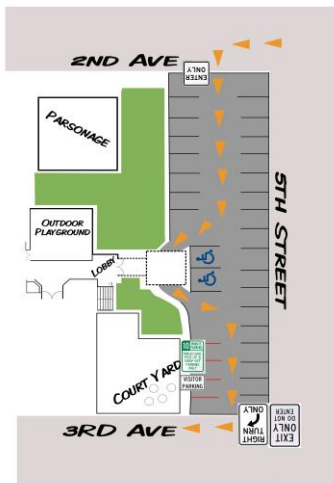 2ND AVE
ENTER
ONLY
PARSONAGE
5TH STREET
OUTDOOR
PLAYGROUND
LOBBY
COURT YARD
VISITOR
PARKING
3RD AVE
RIGHT
TURN
ONLY
EXIT
ONLY
DO NOT
ENTER